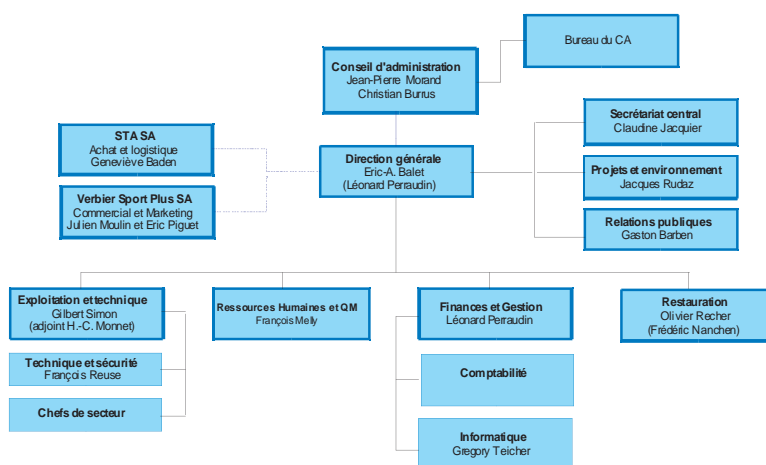 Bureau du CA
Conseil d'administration
Jean-Pierre Morand
Christian Burrus
STA SA
Achat et logistique
Geneviève Baden
Secrétariat central
Claudine Jacquier
Direction générale
Eric-A. Balet
(Léonard Perraudin)
Projets et environnement
Jacques Rudaz
Verbier Sport Plus SA
Commercial et Marketing
Julien Moulin et Eric Piguet
Relations publiques
Gaston Barben
Exploitation et technique
Gilbert Simon
(adjoint H.-C. Monnet)
Ressources Humaines et QM
François Melly
Finances et Gestion
Léonard Perraudin
Restauration
Olivier Recher
(Frédéric Nanchen)
Technique et sécurité
François Reuse
Comptabilité
Chefs de secteur
Informatique
Gregory Teicher